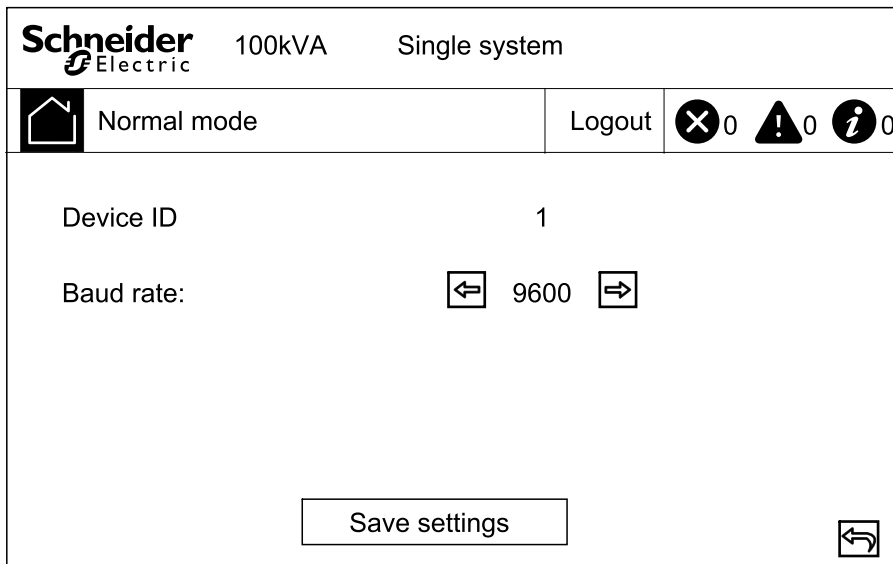 Schneider Electric 100kVA Single system
Normal mode Logout 0 0 0
Device ID 1
Baud rate: 9600
Save settings